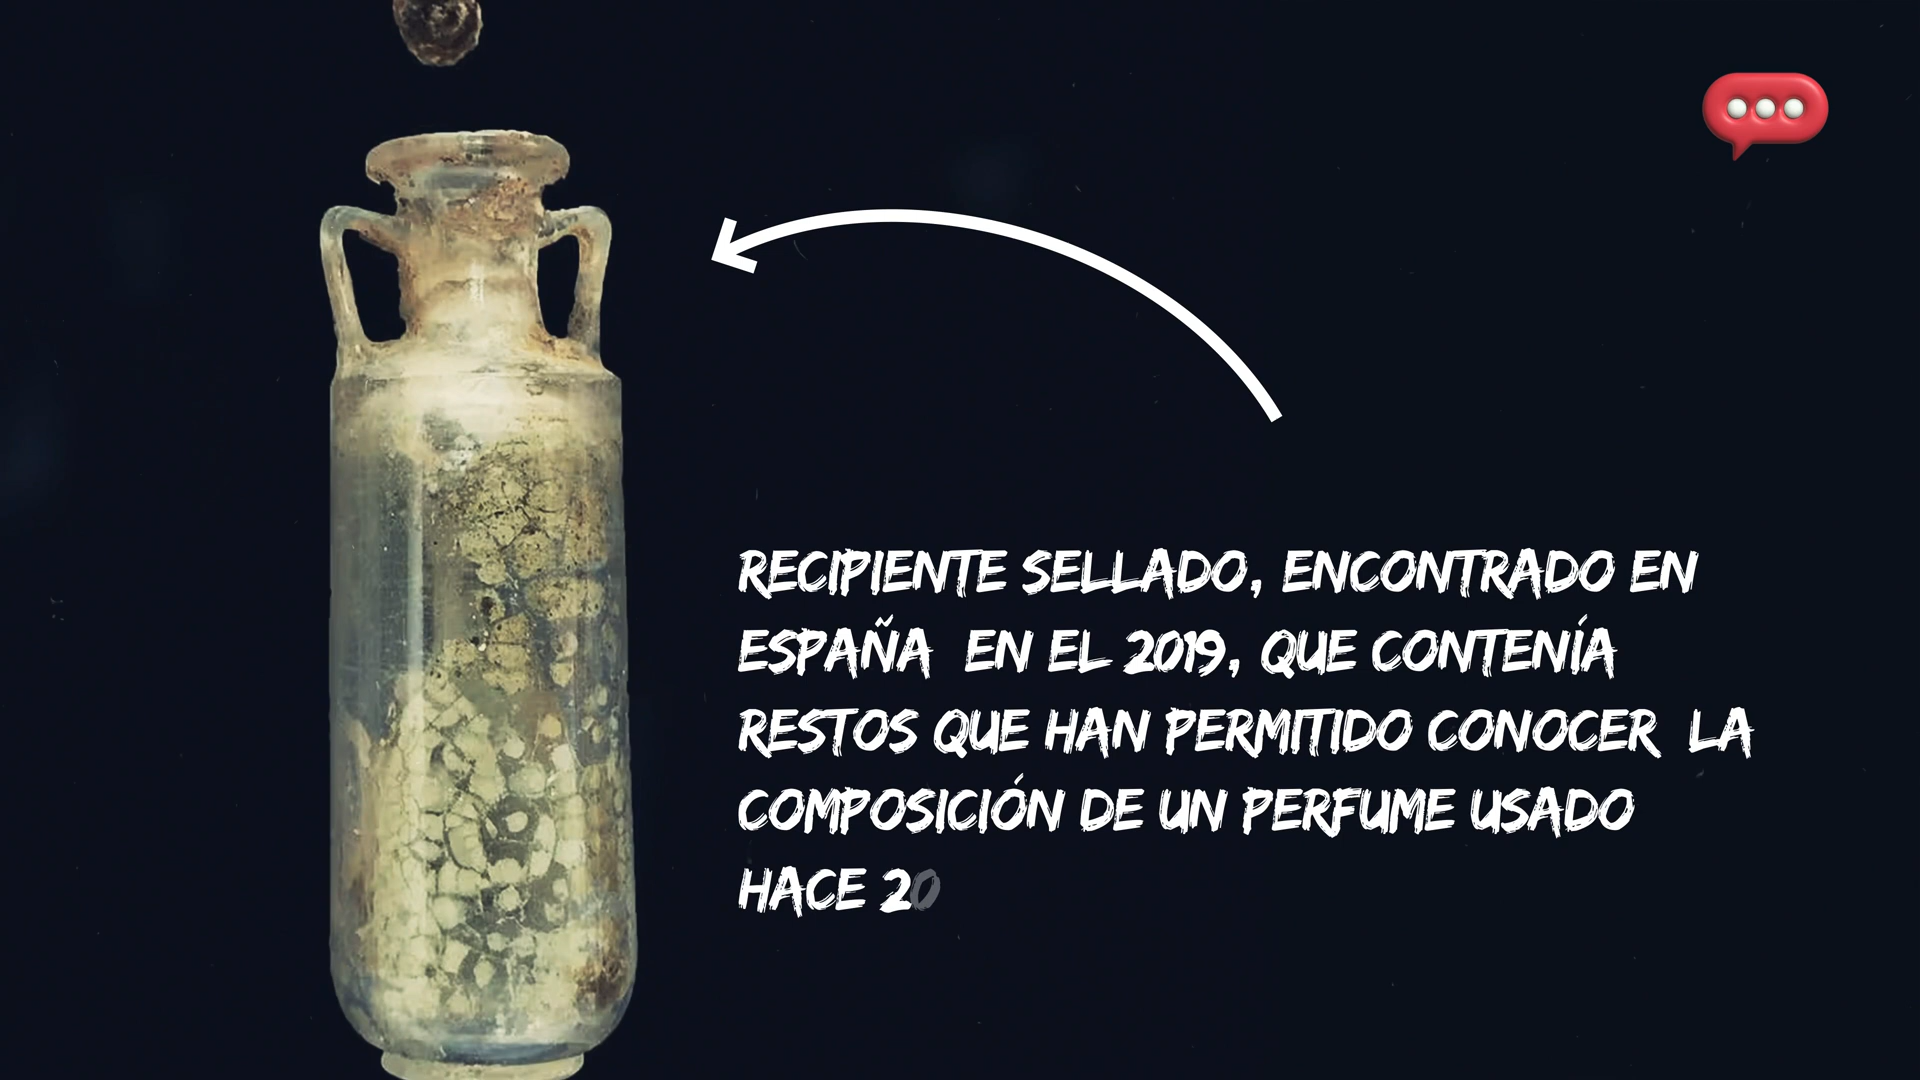 RECIPIENTE SELLADO, ENCONTRADO EN
ESPAÑA EN EL 2019, QUE CONTENÍA
RESTOS QUE HAN PERMITIDO CONOCER LA
COMPOSICIÓN DE UN PERFUME USADO
HACE 20